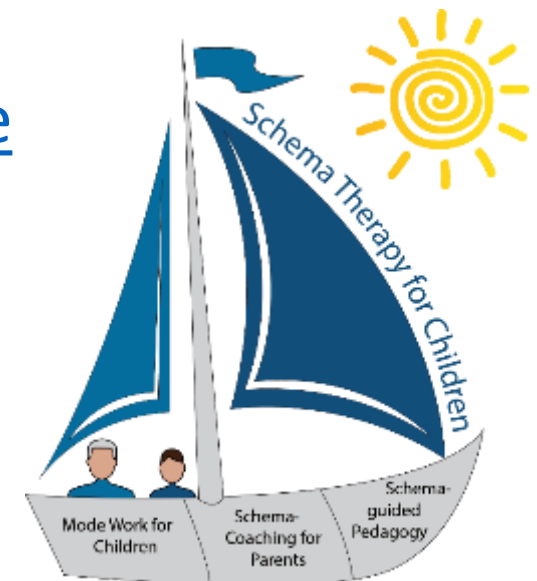 e
Schema Therapy for Children
Mode Work for
Children
Schema-
Coaching for
Parents
Schema-
guided
Pedagogy